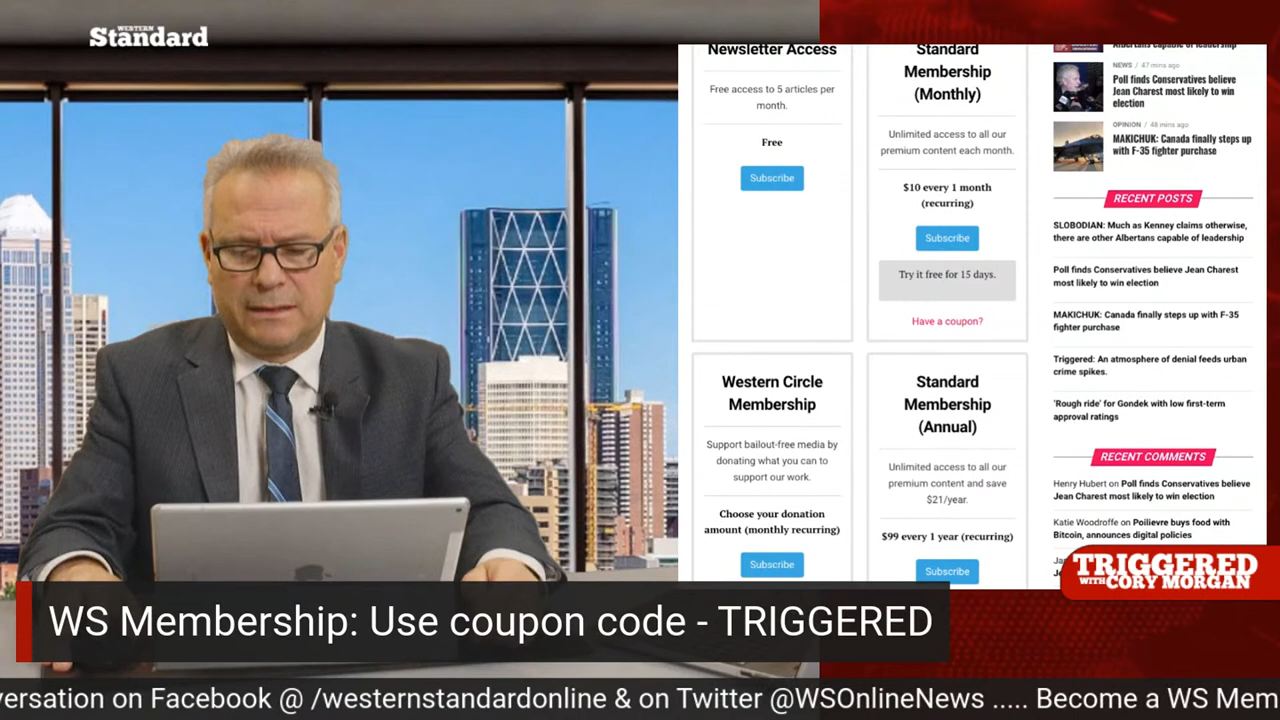 WESTERN
Standard
Newsletter Access
Free access to 5 articles per
month.
Free
Subscribe
Standard
Membership
(Monthly)
Unlimited access to all our
premium content each month.
$10 every 1 month
(recurring)
Subscribe
Try it free for 15 days.
Have a coupon?
Western Circle
Membership
Support bailout-free media by
donating what you can to
support our work.
Choose your donation
amount (monthly recurring)
Subscribe
Standard
Membership
(Annual)
Unlimited access to all our
premium content and save
$21/year.
$99 every 1 year (recurring)
Subscribe
Albertans capable of leadership
NEWS / 47 mins ago
Poll finds Conservatives believe
Jean Charest most likely to win
election
OPINION / 48 mins ago
MAKICHUK: Canada finally steps up
with F-35 fighter purchase
RECENT POSTS
SLOBODIAN: Much as Kenney claims otherwise,
there are other Albertans capable of leadership
Poll finds Conservatives believe Jean Charest
most likely to win election
MAKICHUK: Canada finally steps up with F-35
fighter purchase
Triggered: An atmosphere of denial feeds urban
crime spikes.
'Rough ride' for Gondek with low first-term
approval ratings
RECENT COMMENTS
Henry Hubert on Poll finds Conservatives believe
Jean Charest most likely to win election
Katie Woodroffe on Poilievre buys food with
Bitcoin, announces digital policies
TRIGGERED
WITH CORY MORGAN
WS Membership: Use coupon code - TRIGGERED
versation on Facebook @ /westernstandardonline & on Twitter @WSOnlineNews ..... Become a WS Mem